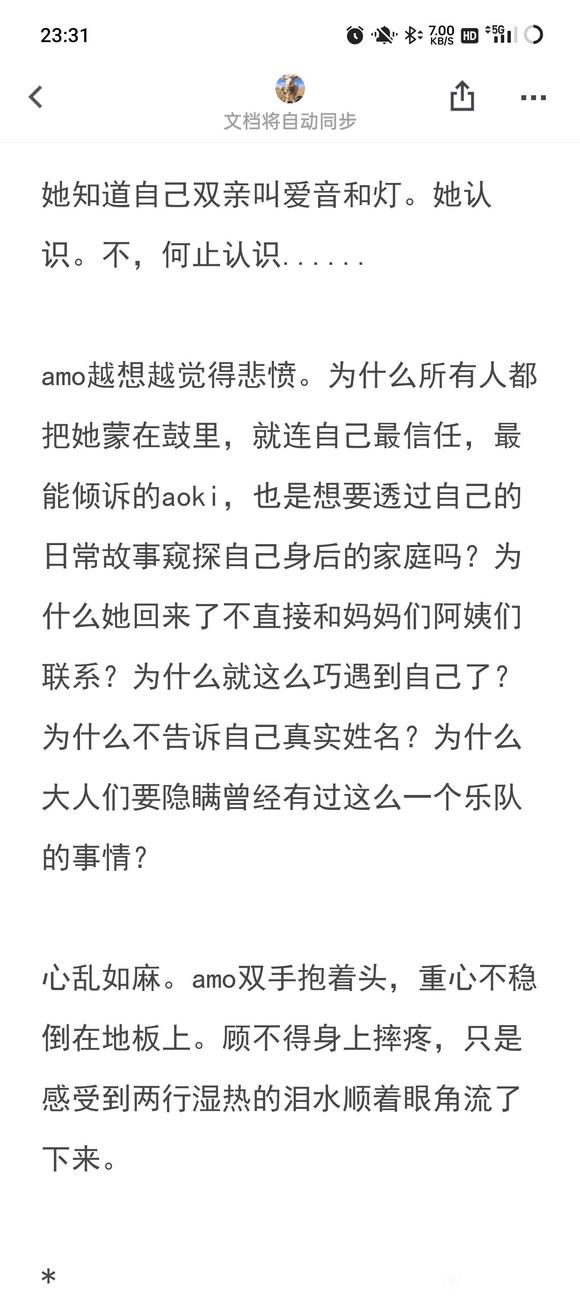 23:31
7.00 KB/S HD 5G
文档将自动同步
她知道自己双亲叫爱音和灯。她认
识。不，何止认识......
amo越想越觉得悲愤。为什么所有人都
把她蒙在鼓里，就连自己最信任，最
能倾诉的aoki，也是想要透过自己的
日常故事窥探自己身后的家庭吗？为
什么她回来了不直接和妈妈们阿姨们
联系？为什么就这么巧遇到自己了？
为什么不告诉自己真实姓名？为什么
大人们要隐瞒曾经有过这么一个乐队
的事情？
心乱如麻。amo双手抱着头，重心不稳
倒在地板上。顾不得身上摔疼，只是
感受到两行湿热的泪水顺着眼角流了
下来。
*